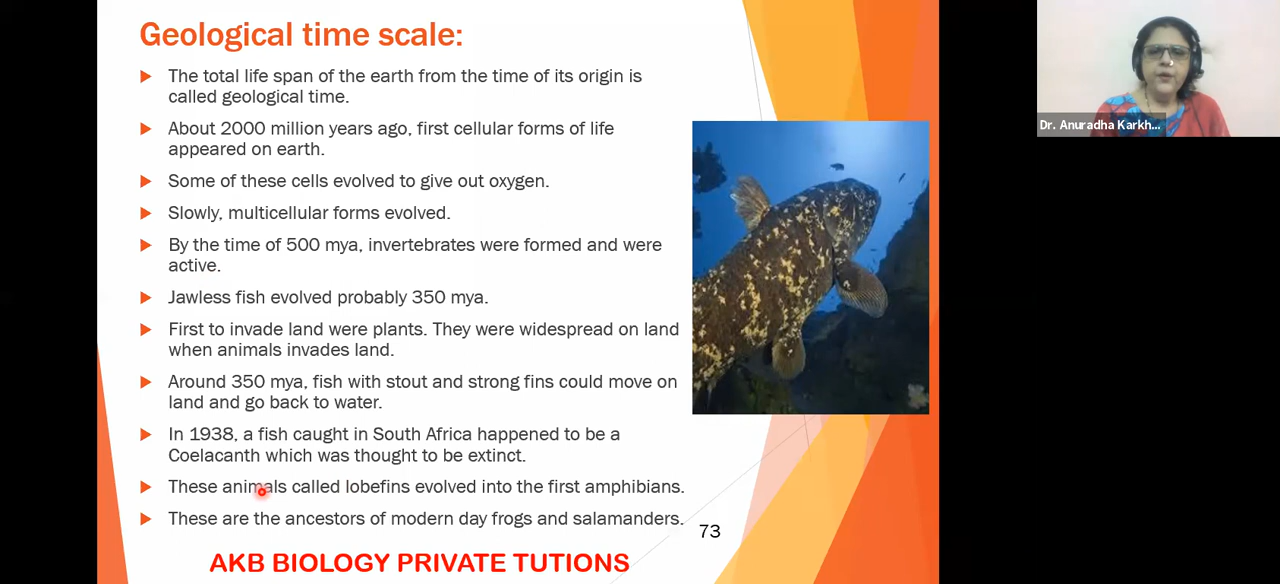 Geological time scale:
The total life span of the earth from the time of its origin is
called geological time.
About 2000 million years ago, first cellular forms of life
appeared on earth.
Some of these cells evolved to give out oxygen.
Slowly, multicellular forms evolved.
By the time of 500 mya, invertebrates were formed and were
active.
Jawless fish evolved probably 350 mya.
First to invade land were plants. They were widespread on land
when animals invades land.
Around 350 mya, fish with stout and strong fins could move on
land and go back to water.
In 1938, a fish caught in South Africa happened to be a
Coelacanth which was thought to be extinct.
These animals called lobefins evolved into the first amphibians.
These are the ancestors of modern day frogs and salamanders.
73
AKB BIOLOGY PRIVATE TUTIONS
Dr. Anuradha Karkh...